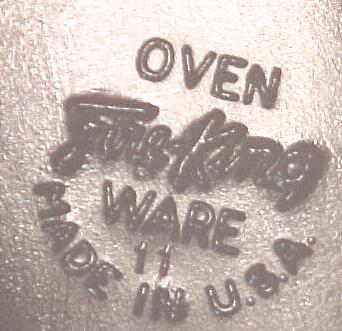 OVEN
Fire-King
WARE
11
MADE IN U.S.A.